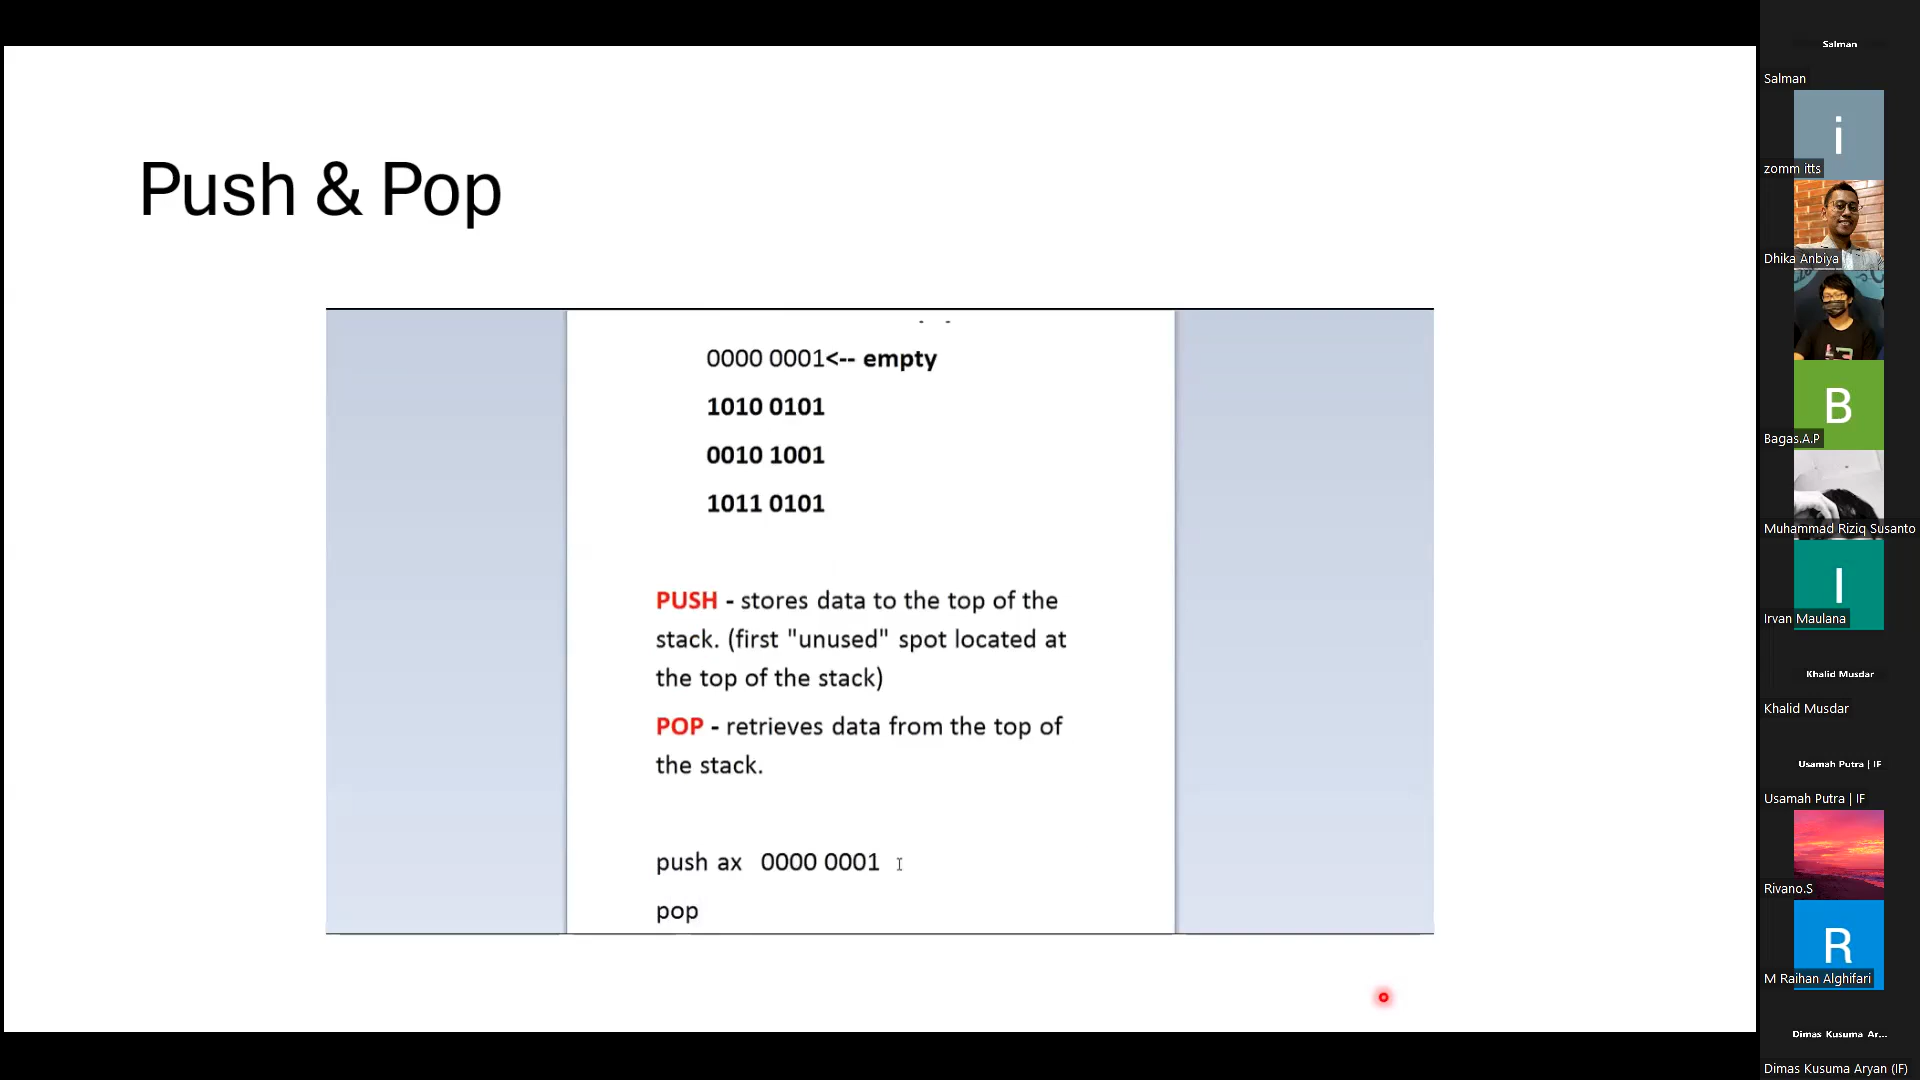 Push & Pop
0000 0001<-- empty
1010 0101
0010 1001
1011 0101
PUSH - stores data to the top of the
stack. (first "unused" spot located at
the top of the stack)
POP - retrieves data from the top of
the stack.
push ax 0000 0001
pop
Salman
Salman
i
zomm itts
Dhika Anbiya
B
Bagas.A.P
Muhammad Riziq Susanto
I
Irvan Maulana
Khalid Musdar
Khalid Musdar
Usamah Putra | IF
Usamah Putra | IF
Rivano.S
R
M Raihan Alghifari
Dimas Kusuma Ar...
Dimas Kusuma Aryan (IF)